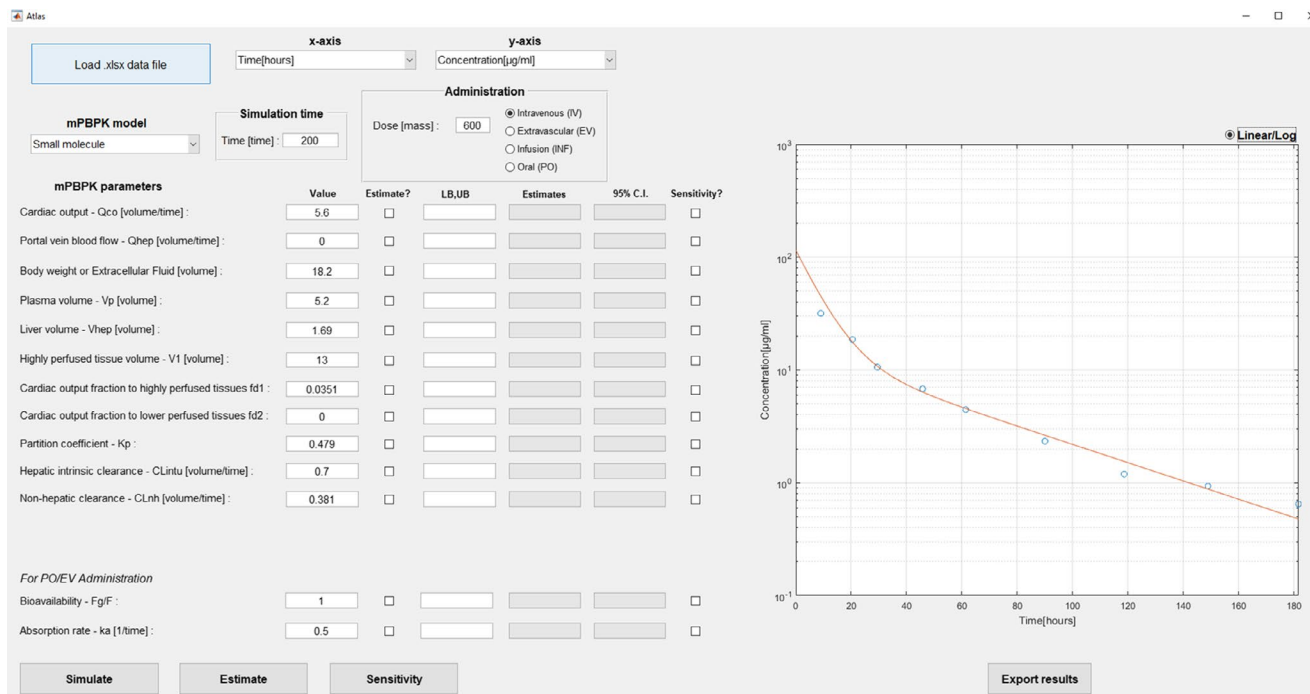 Atlas
Load .xlsx data file
x-axis
Time[hours]
y-axis
Concentration[µg/ml]
mPBPK model
Small molecule
Simulation time
Time [time] : 200
Administration
Dose [mass] : 600
Intravenous (IV)
Extravascular (EV)
Infusion (INF)
Oral (PO)
mPBPK parameters
Value Estimate? LB,UB Estimates 95% C.I. Sensitivity?
Cardiac output - Qco [volume/time] : 5.6
Portal vein blood flow - Qhep [volume/time] : 0
Body weight or Extracellular Fluid [volume] : 18.2
Plasma volume - Vp [volume] : 5.2
Liver volume - Vhep [volume] : 1.69
Highly perfused tissue volume - V1 [volume] : 13
Cardiac output fraction to highly perfused tissues fd1 : 0.0351
Cardiac output fraction to lower perfused tissues fd2 : 0
Partition coefficient - Kp : 0.479
Hepatic intrinsic clearance - CLintu [volume/time] : 0.7
Non-hepatic clearance - CLnh [volume/time] : 0.381
For PO/EV Administration
Bioavailability - Fg/F : 1
Absorption rate - ka [1/time] : 0.5
Simulate Estimate Sensitivity
Linear/Log
10^3
10^2
10^1
10^0
10^-1
Concentration[µg/ml]
0 20 40 60 80 100 120 140 160 180
Time[hours]
Export results